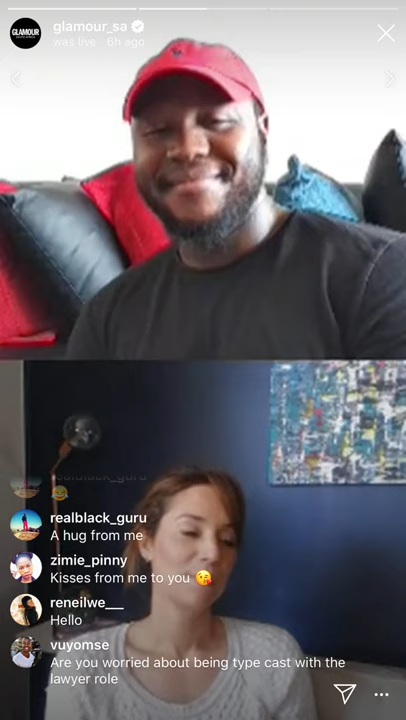 GLAMOUR
glamour_sa
was live · 6h ago
realblack_guru
😂
realblack_guru
A hug from me
zimie_pinny
Kisses from me to you 😘
reneilwe___
Hello
vuyomse
Are you worried about being type cast with the
lawyer role